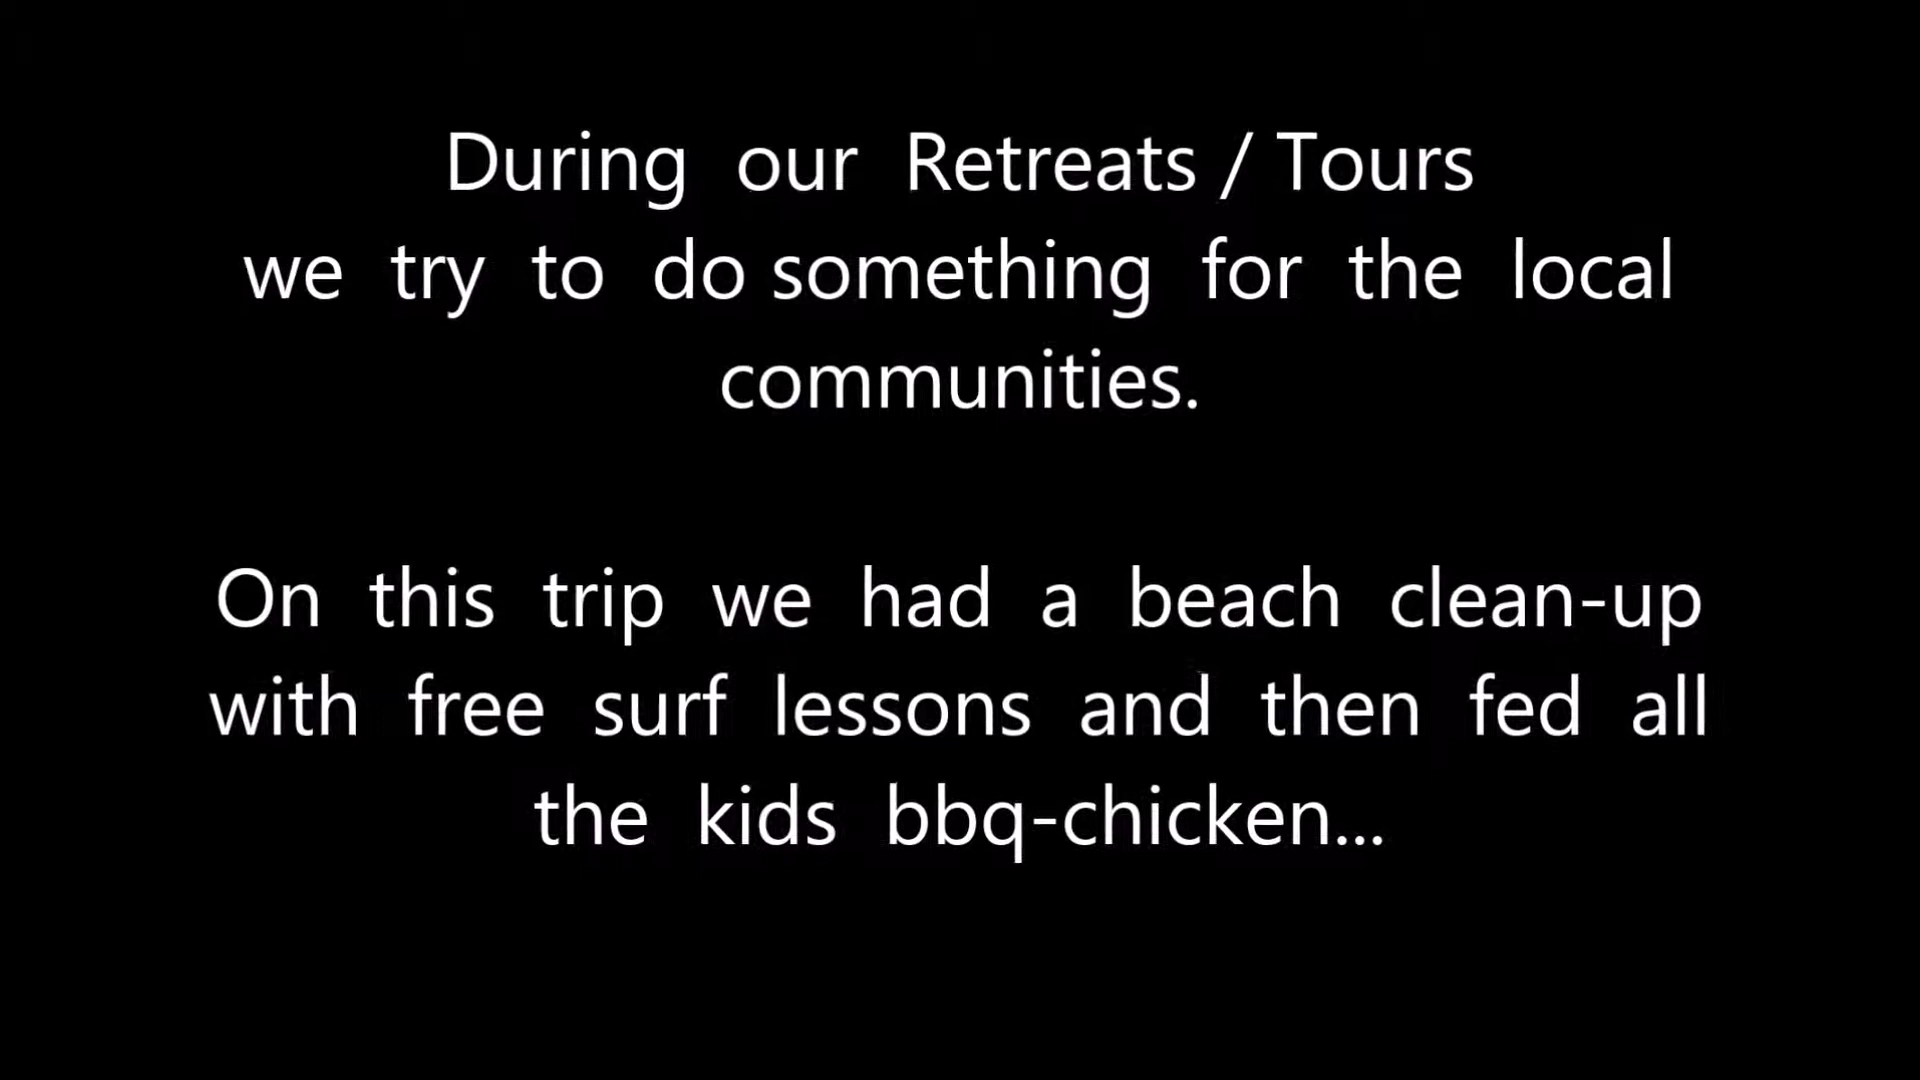 During our Retreats / Tours
we try to do something for the local
communities.
On this trip we had a beach clean-up
with free surf lessons and then fed all
the kids bbq-chicken...